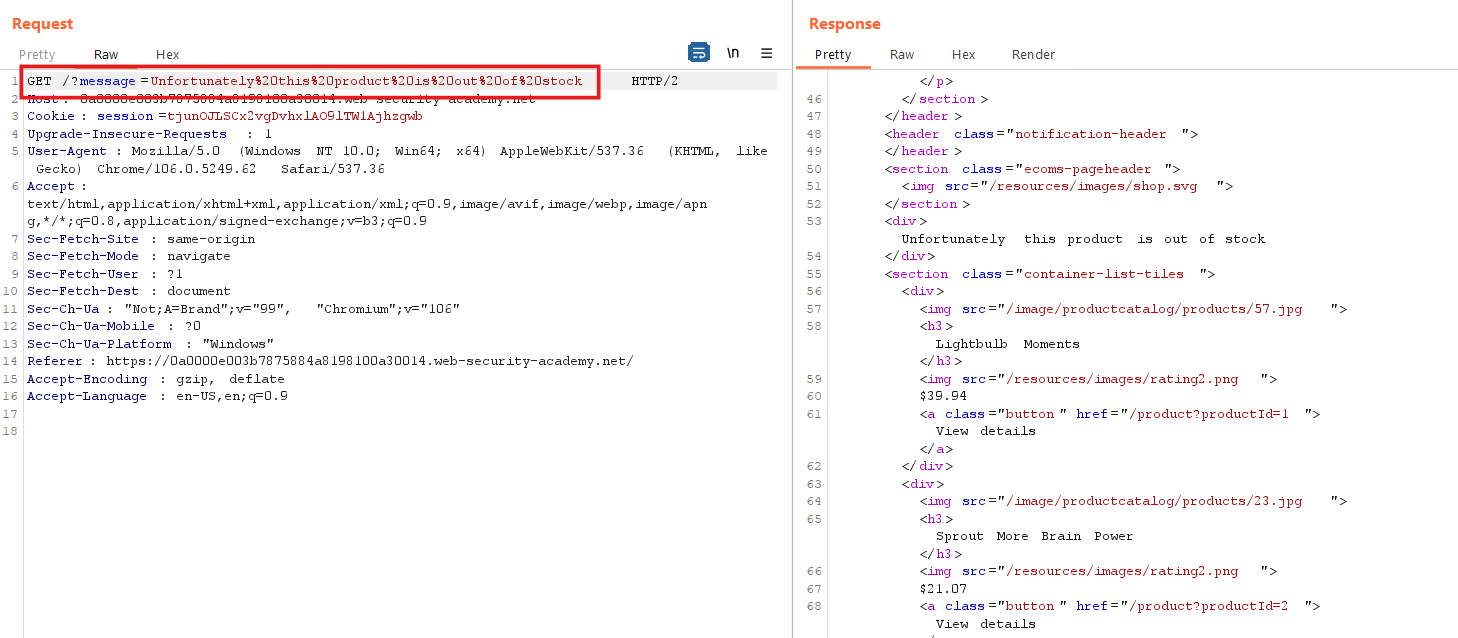 Request
Pretty Raw Hex
\n
1 GET /?message=Unfortunately%20this%20product%20is%20out%20of%20stock HTTP/2
2 Host: 0a0000e003b7875884a8198100a30014.web-security-academy.net
3 Cookie: session=tjunOJLSCx2vgDvhxlAO9lTW1Ajhzgwb
4 Upgrade-Insecure-Requests : 1
5 User-Agent : Mozilla/5.0 (Windows NT 10.0; Win64; x64) AppleWebKit/537.36 (KHTML, like
Gecko) Chrome/106.0.5249.62 Safari/537.36
6 Accept :
text/html,application/xhtml+xml,application/xml;q=0.9,image/avif,image/webp,image/apn
g,*/*;q=0.8,application/signed-exchange;v=b3;q=0.9
7 Sec-Fetch-Site : same-origin
8 Sec-Fetch-Mode : navigate
9 Sec-Fetch-User : ?1
10 Sec-Fetch-Dest : document
11 Sec-Ch-Ua : "Not;A=Brand";v="99", "Chromium";v="106"
12 Sec-Ch-Ua-Mobile : ?0
13 Sec-Ch-Ua-Platform : "Windows"
14 Referer : https://0a0000e003b7875884a8198100a30014.web-security-academy.net/
15 Accept-Encoding : gzip, deflate
16 Accept-Language : en-US,en;q=0.9
17
18
Response
Pretty Raw Hex Render
</p>
46 </section>
47 </header>
48 <header class="notification-header ">
49 </header>
50 <section class="ecoms-pageheader ">
51 <img src="/resources/images/shop.svg ">
52 </section>
53 <div>
Unfortunately this product is out of stock
54 </div>
55 <section class="container-list-tiles ">
56 <div>
57 <img src="/image/productcatalog/products/57.jpg ">
58 <h3>
Lightbulb Moments
</h3>
59 <img src="/resources/images/rating2.png ">
60 $39.94
61 <a class="button" href="/product?productId=1 ">
View details
</a>
62 </div>
63 <div>
64 <img src="/image/productcatalog/products/23.jpg ">
65 <h3>
Sprout More Brain Power
</h3>
66 <img src="/resources/images/rating2.png ">
67 $21.07
68 <a class="button" href="/product?productId=2 ">
View details